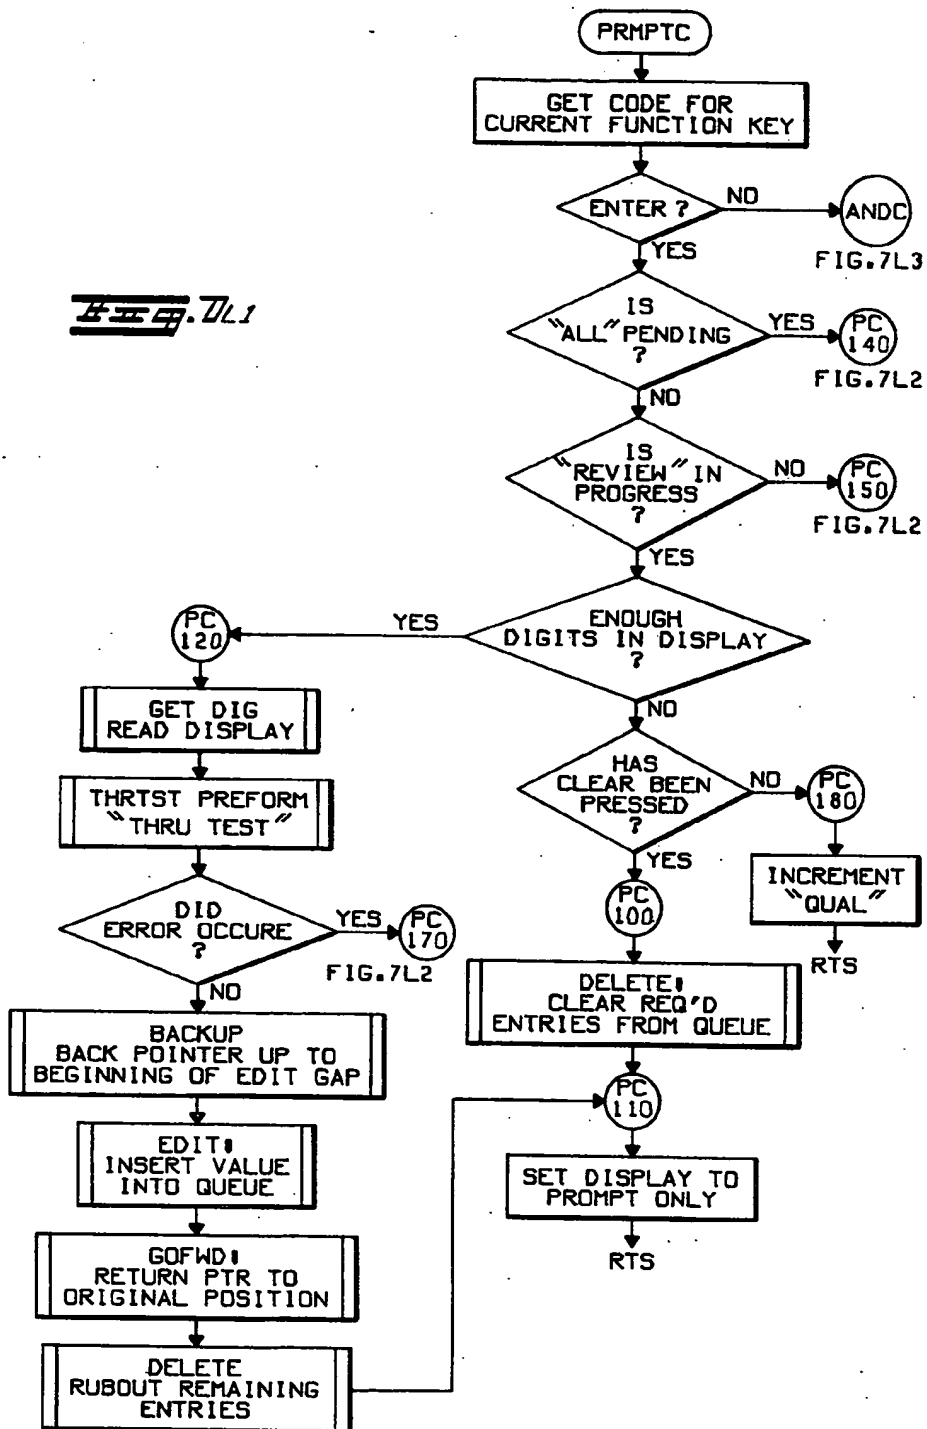 PRMPTC
GET CODE FOR
CURRENT FUNCTION KEY
ENTER ?
NO
ANDC
FIG.7L3
YES
Fig. 7L1
IS
"ALL" PENDING
?
YES
PC
140
FIG.7L2
NO
IS
"REVIEW" IN
PROGRESS
?
NO
PC
150
FIG.7L2
YES
ENOUGH
DIGITS IN DISPLAY
?
YES
PC
120
NO
GET DIG
READ DISPLAY
HAS
CLEAR BEEN
PRESSED
?
NO
PC
180
YES
THRTST PREFORM
"THRU TEST"
INCREMENT
"QUAL"
RTS
PC
100
DID
ERROR OCCURE
?
YES
PC
170
FIG.7L2
NO
DELETE:
CLEAR REQ'D
ENTRIES FROM QUEUE
BACKUP
BACK POINTER UP TO
BEGINNING OF EDIT GAP
PC
110
EDIT:
INSERT VALUE
INTO QUEUE
SET DISPLAY TO
PROMPT ONLY
RTS
GOFWD:
RETURN PTR TO
ORIGINAL POSITION
DELETE
RUBOUT REMAINING
ENTRIES